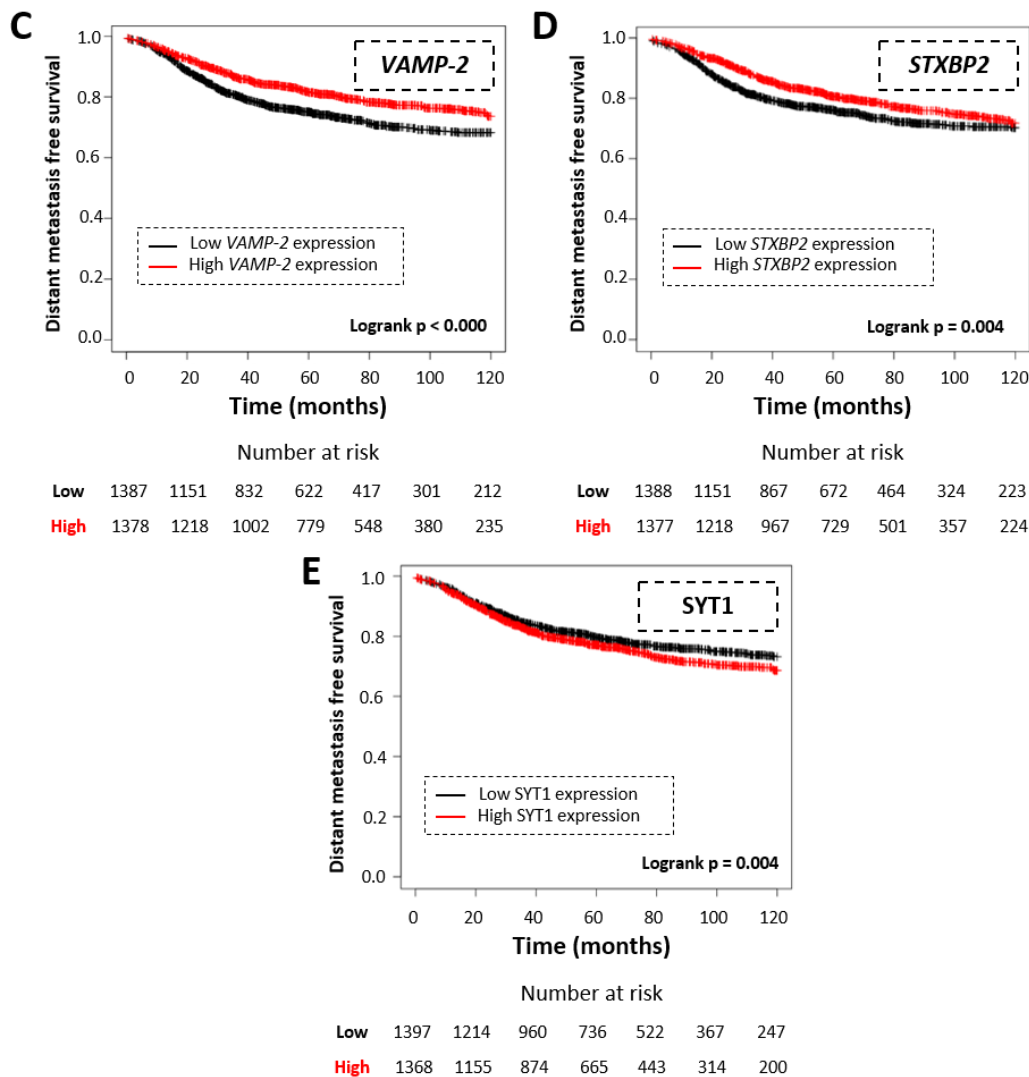 C
VAMP-2
Distant metastasis free survival
1.0
0.8
0.6
0.4
0.2
0.0
Low VAMP-2 expression
High VAMP-2 expression
Logrank p < 0.000
0 20 40 60 80 100 120
Time (months)
Number at risk
Low 1387 1151 832 622 417 301 212
High 1378 1218 1002 779 548 380 235
D
STXBP2
Distant metastasis free survival
1.0
0.8
0.6
0.4
0.2
0.0
Low STXBP2 expression
High STXBP2 expression
Logrank p = 0.004
0 20 40 60 80 100 120
Time (months)
Number at risk
Low 1388 1151 867 672 464 324 223
High 1377 1218 967 729 501 357 224
E
SYT1
Distant metastasis free survival
1.0
0.8
0.6
0.4
0.2
0.0
Low SYT1 expression
High SYT1 expression
Logrank p = 0.004
0 20 40 60 80 100 120
Time (months)
Number at risk
Low 1397 1214 960 736 522 367 247
High 1368 1155 874 665 443 314 200